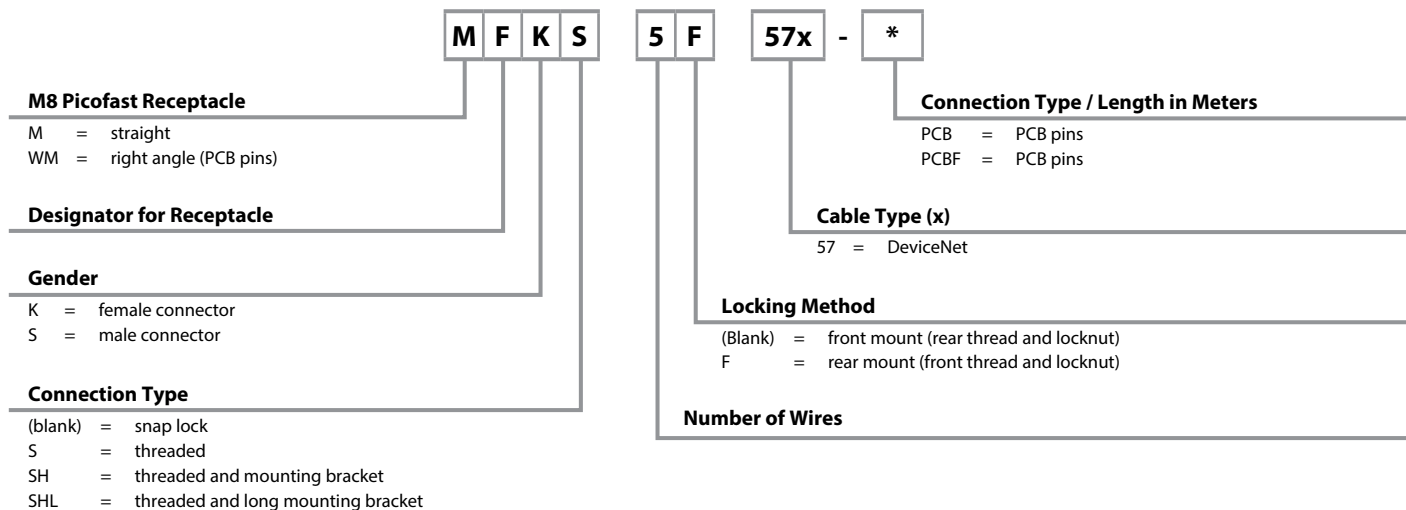 M F K S 5 F 57x - *
M8 Picofast Receptacle
M = straight
WM = right angle (PCB pins)
Designator for Receptacle
Gender
K = female connector
S = male connector
Connection Type
(blank) = snap lock
S = threaded
SH = threaded and mounting bracket
SHL = threaded and long mounting bracket
Connection Type / Length in Meters
PCB = PCB pins
PCBF = PCB pins
Cable Type (x)
57 = DeviceNet
Locking Method
(Blank) = front mount (rear thread and locknut)
F = rear mount (front thread and locknut)
Number of Wires